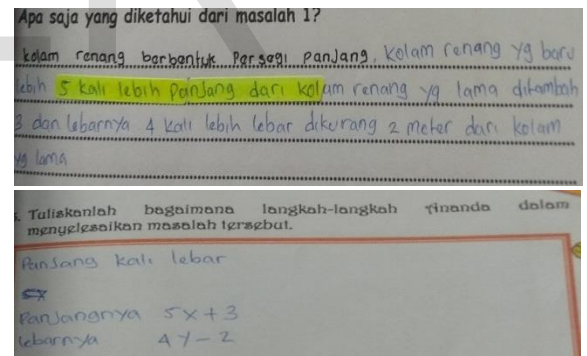 Apa saja yang diketahui dari masalah 1?
kolam renang berbentuk persegi panjang, kolam renang yg baru
lebih 5 kali lebih panjang dari kolam renang yg lama ditambah
3 dan lebarnya 4 kali lebih lebar dikurang 2 meter dari kolam
yg lama
Tuliskanlah bagaimana langkah-langkah Ananda dalam
menyelesaikan masalah tersebut.
Panjang kali lebar
5x
Panjangnya 5x+3
lebarnya 4y-2